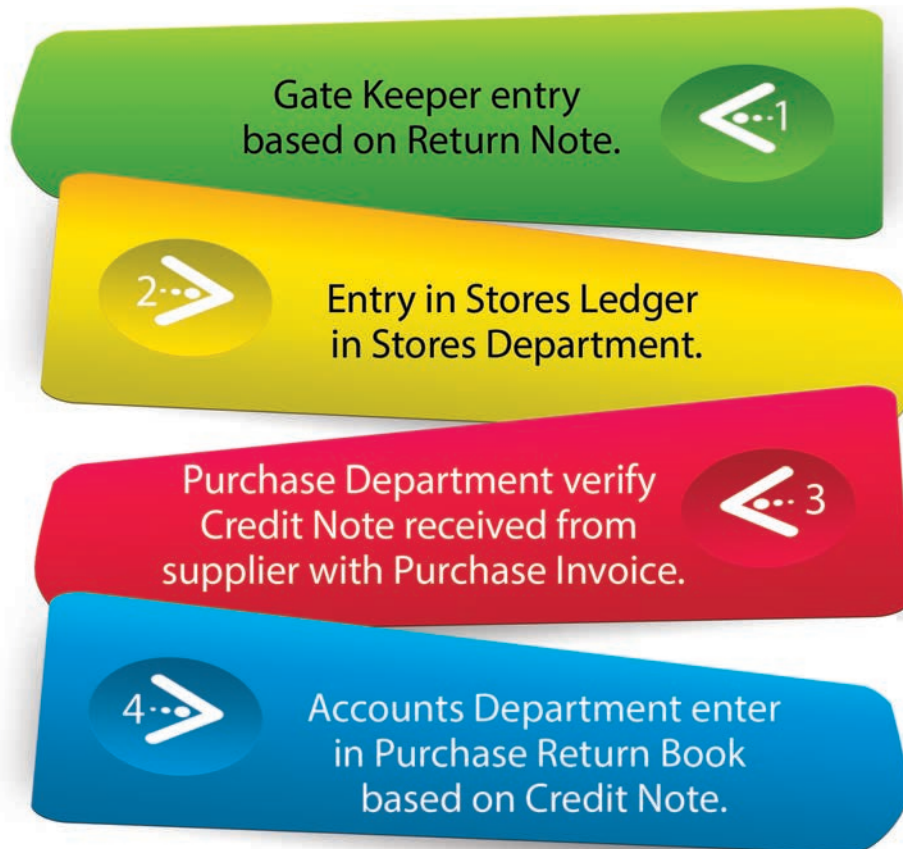 Gate Keeper entry
based on Return Note.
1
2
Entry in Stores Ledger
in Stores Department.
Purchase Department verify
Credit Note received from
supplier with Purchase Invoice.
3
4
Accounts Department enter
in Purchase Return Book
based on Credit Note.